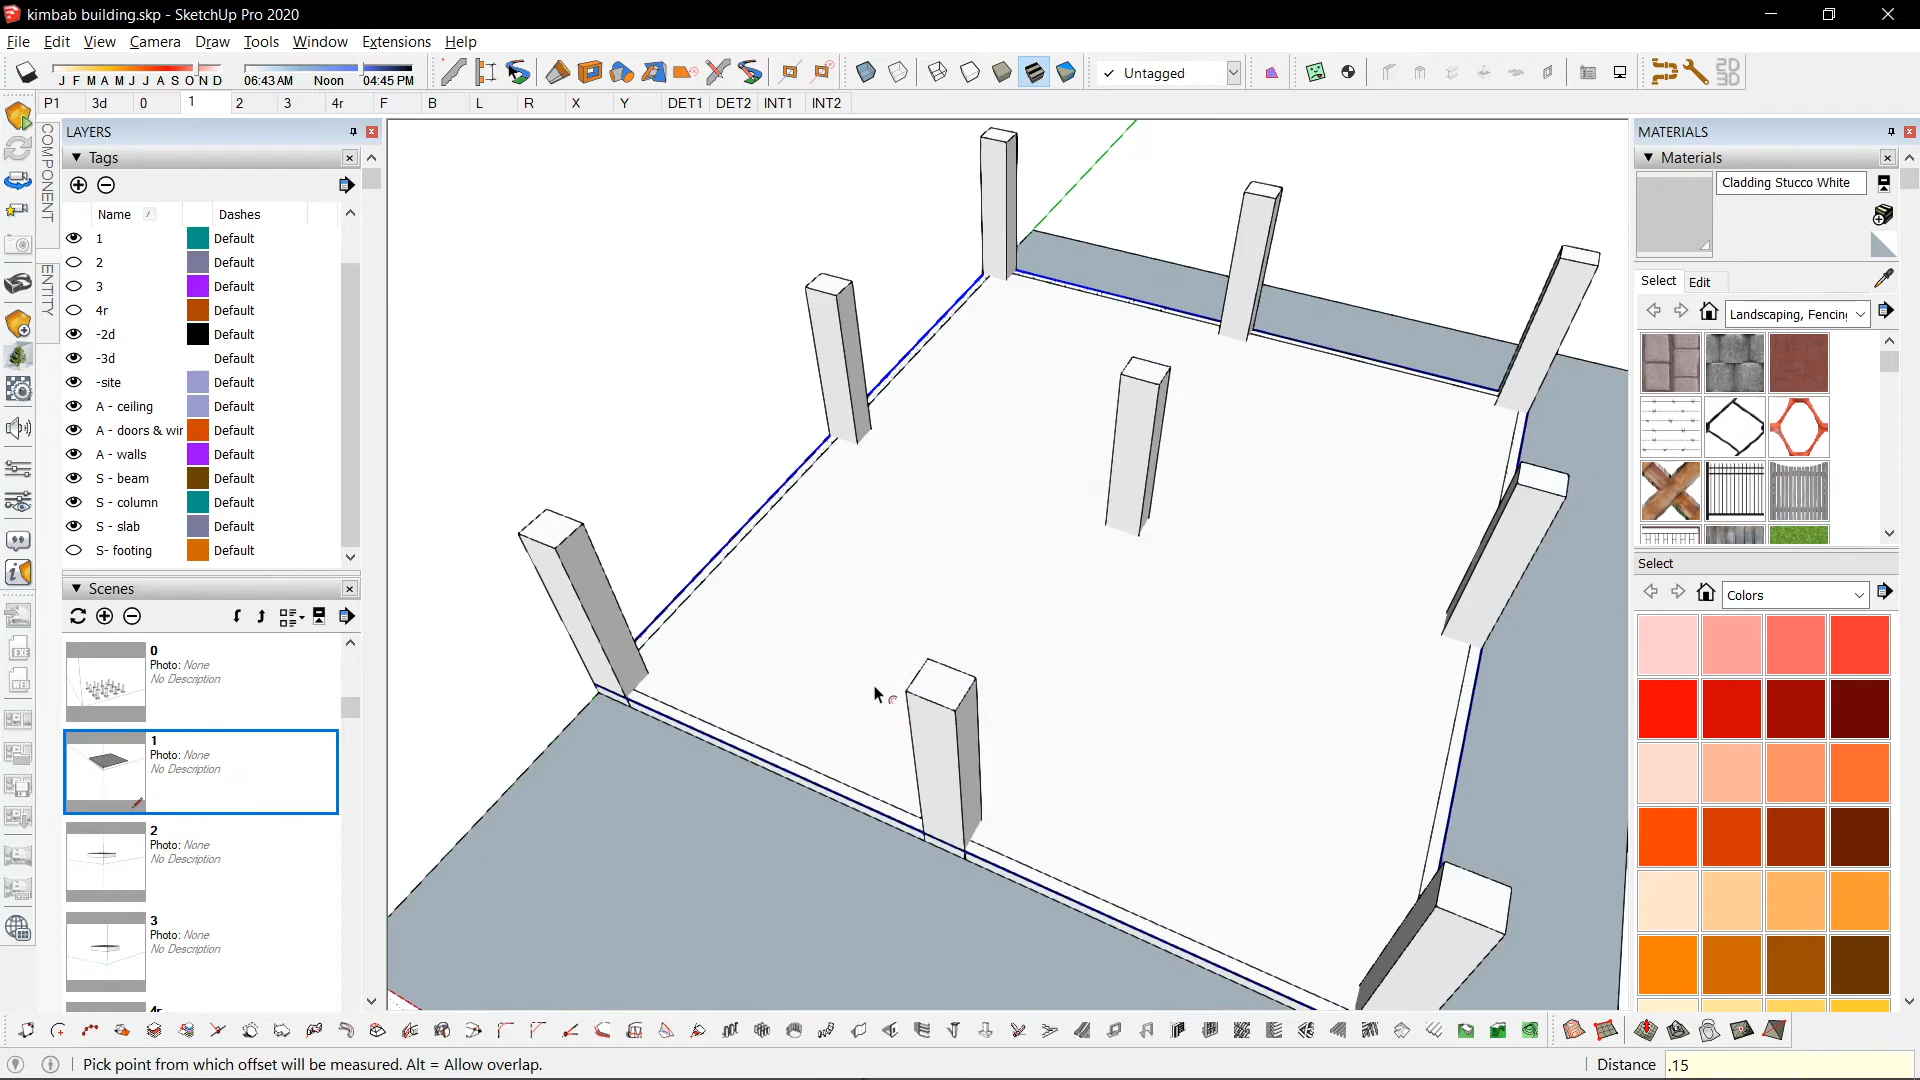 kimbab building.skp - SketchUp Pro 2020
File Edit View Camera Draw Tools Window Extensions Help
J F M A M J J A S O N D
06:43 AM Noon 04:45 PM
✓ Untagged
P1 3d 0 1 2 3 4r F B L R X Y DET1 DET2 INT1 INT2
COMPONENT
ENTITY
LAYERS
Tags
Name Dashes
1 Default
2 Default
3 Default
4r Default
-2d Default
-3d Default
-site Default
A - ceiling Default
A - doors & wir Default
A - walls Default
S - beam Default
S - column Default
S - slab Default
S- footing Default
Scenes
0
Photo: None
No Description
1
Photo: None
No Description
2
Photo: None
No Description
3
Photo: None
No Description
4r
MATERIALS
Materials
Cladding Stucco White
Select Edit
Landscaping, Fencing
Select
Colors
Pick point from which offset will be measured. Alt = Allow overlap.
Distance .15